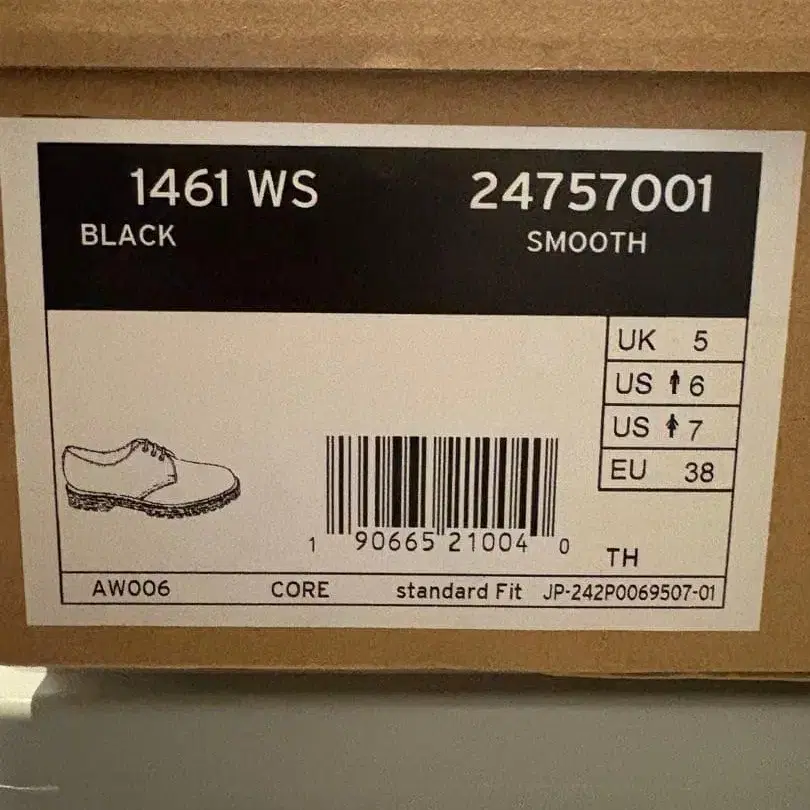 1461 WS 24757001
BLACK SMOOTH
UK 5
US 6
US 7
EU 38
1 90665 21004 0
TH
AW006 CORE standard Fit JP-242P0069507-01